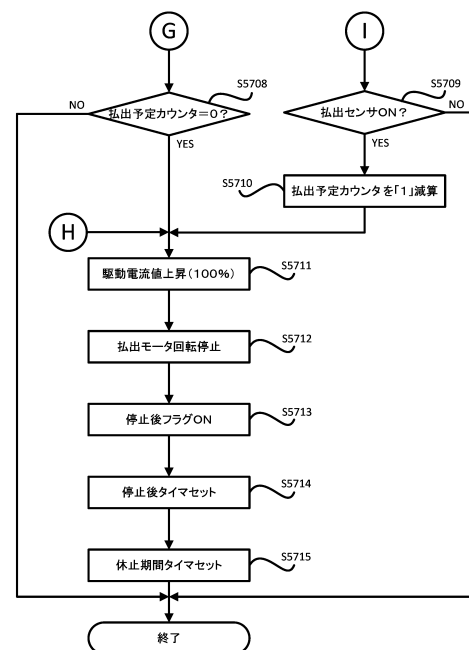 G
I
S5708
S5709
NO
払出予定カウンタ=0?
払出センサON?
NO
YES
YES
S5710
払出予定カウンタを「1」減算
H
駆動電流値上昇(100%)
S5711
払出モータ回転停止
S5712
停止後フラグON
S5713
停止後タイマセット
S5714
休止期間タイマセット
S5715
終了